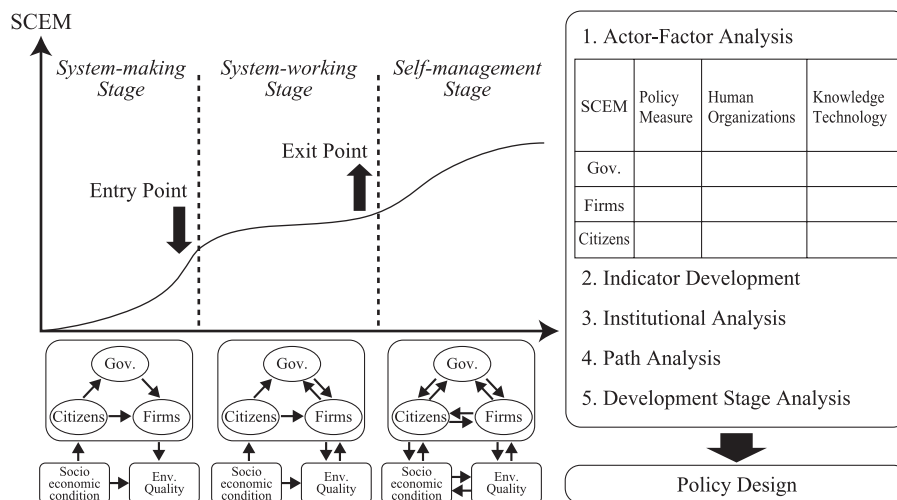 SCEM
System-making
Stage
System-working
Stage
Self-management
Stage
Entry Point
Exit Point
Gov.
Citizens
Firms
Socio
economic
condition
Env.
Quality
Gov.
Citizens
Firms
Socio
economic
condition
Env.
Quality
Gov.
Citizens
Firms
Socio
economic
condition
Env.
Quality
1. Actor-Factor Analysis
SCEM
Policy
Measure
Human
Organizations
Knowledge
Technology
Gov.
Firms
Citizens
2. Indicator Development
3. Institutional Analysis
4. Path Analysis
5. Development Stage Analysis
Policy Design